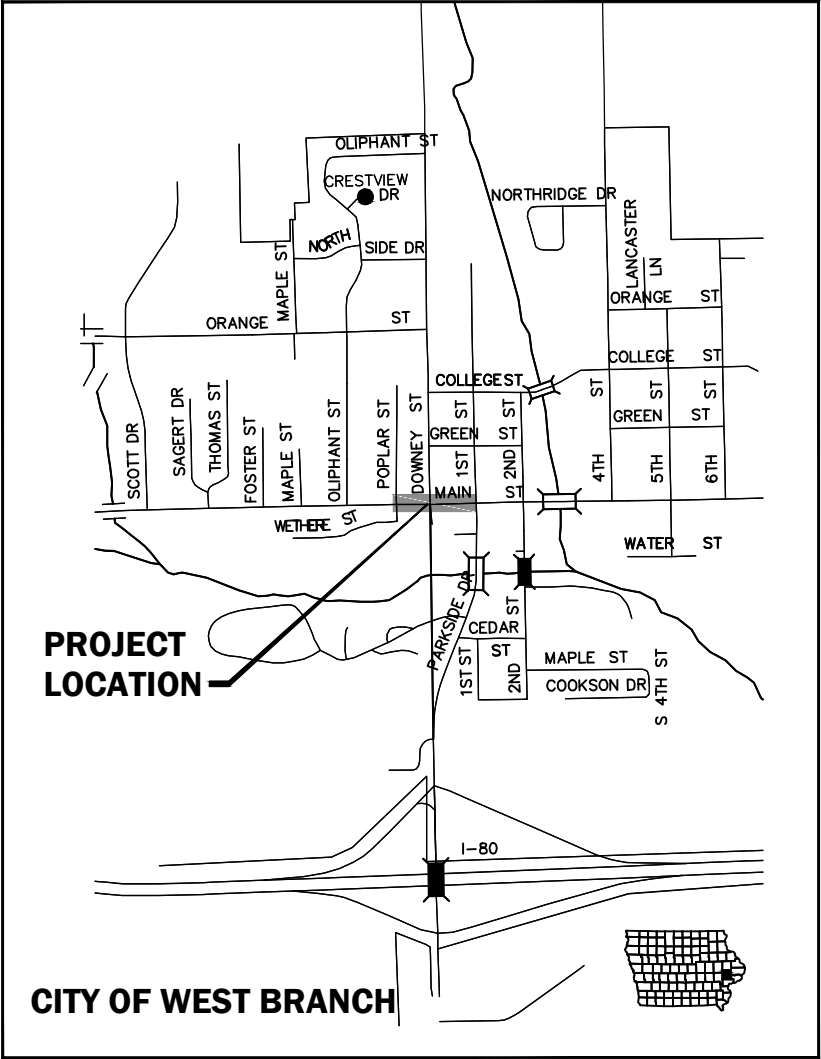 OLIPHANT ST
CRESTVIEW
DR
NORTHRIDGE DR
LANCASTER
LN
NORTH
SIDE DR
MAPLE ST
ORANGE ST
ORANGE ST
COLLEGE ST
COLLEGE ST
SCOTT DR
SAGERT DR
THOMAS ST
FOSTER ST
MAPLE ST
OLIPHANT ST
POPLAR ST
DOWNEY ST
1ST ST
2ND ST
4TH ST
5TH ST
6TH ST
GREEN ST
GREEN ST
MAIN ST
WETHERE ST
WATER ST
PARKSIDE DR
CEDAR
ST
1ST ST
2ND ST
MAPLE ST
COOKSON DR
S 4TH ST
PROJECT
LOCATION
I-80
CITY OF WEST BRANCH